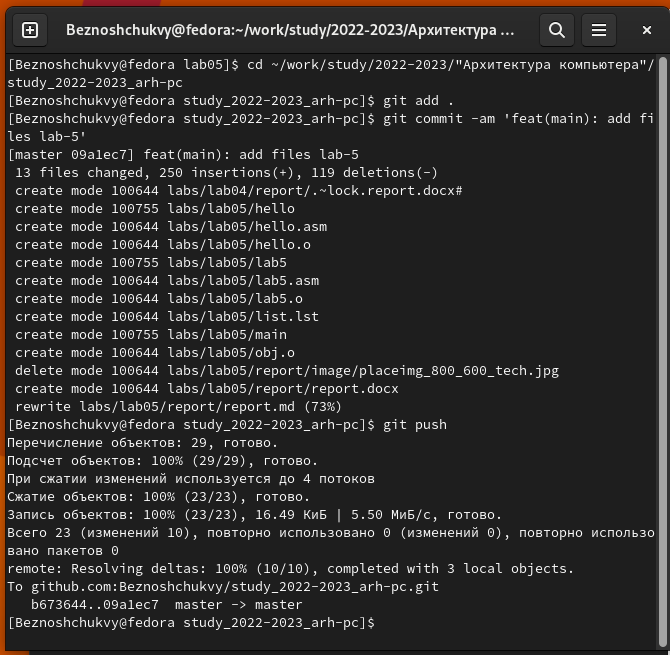 Beznoshchukvy@fedora:~/work/study/2022-2023/Архитектура ...
[Beznoshchukvy@fedora lab05]$ cd ~/work/study/2022-2023/"Архитектура компьютера"/
study_2022-2023_arh-pc
[Beznoshchukvy@fedora study_2022-2023_arh-pc]$ git add .
[Beznoshchukvy@fedora study_2022-2023_arh-pc]$ git commit -am 'feat(main): add fi
les lab-5'
[master 09a1ec7] feat(main): add files lab-5
 13 files changed, 250 insertions(+), 119 deletions(-)
 create mode 100644 labs/lab04/report/.~lock.report.docx#
 create mode 100755 labs/lab05/hello
 create mode 100644 labs/lab05/hello.asm
 create mode 100644 labs/lab05/hello.o
 create mode 100755 labs/lab05/lab5
 create mode 100644 labs/lab05/lab5.asm
 create mode 100644 labs/lab05/lab5.o
 create mode 100644 labs/lab05/list.lst
 create mode 100755 labs/lab05/main
 create mode 100644 labs/lab05/obj.o
 delete mode 100644 labs/lab05/report/image/placeimg_800_600_tech.jpg
 create mode 100644 labs/lab05/report/report.docx
 rewrite labs/lab05/report/report.md (73%)
[Beznoshchukvy@fedora study_2022-2023_arh-pc]$ git push
Перечисление объектов: 29, готово.
Подсчет объектов: 100% (29/29), готово.
При сжатии изменений используется до 4 потоков
Сжатие объектов: 100% (23/23), готово.
Запись объектов: 100% (23/23), 16.49 КиБ | 5.50 МиБ/с, готово.
Всего 23 (изменений 10), повторно использовано 0 (изменений 0), повторно использо
вано пакетов 0
remote: Resolving deltas: 100% (10/10), completed with 3 local objects.
To github.com:Beznoshchukvy/study_2022-2023_arh-pc.git
   b673644..09a1ec7  master -> master
[Beznoshchukvy@fedora study_2022-2023_arh-pc]$